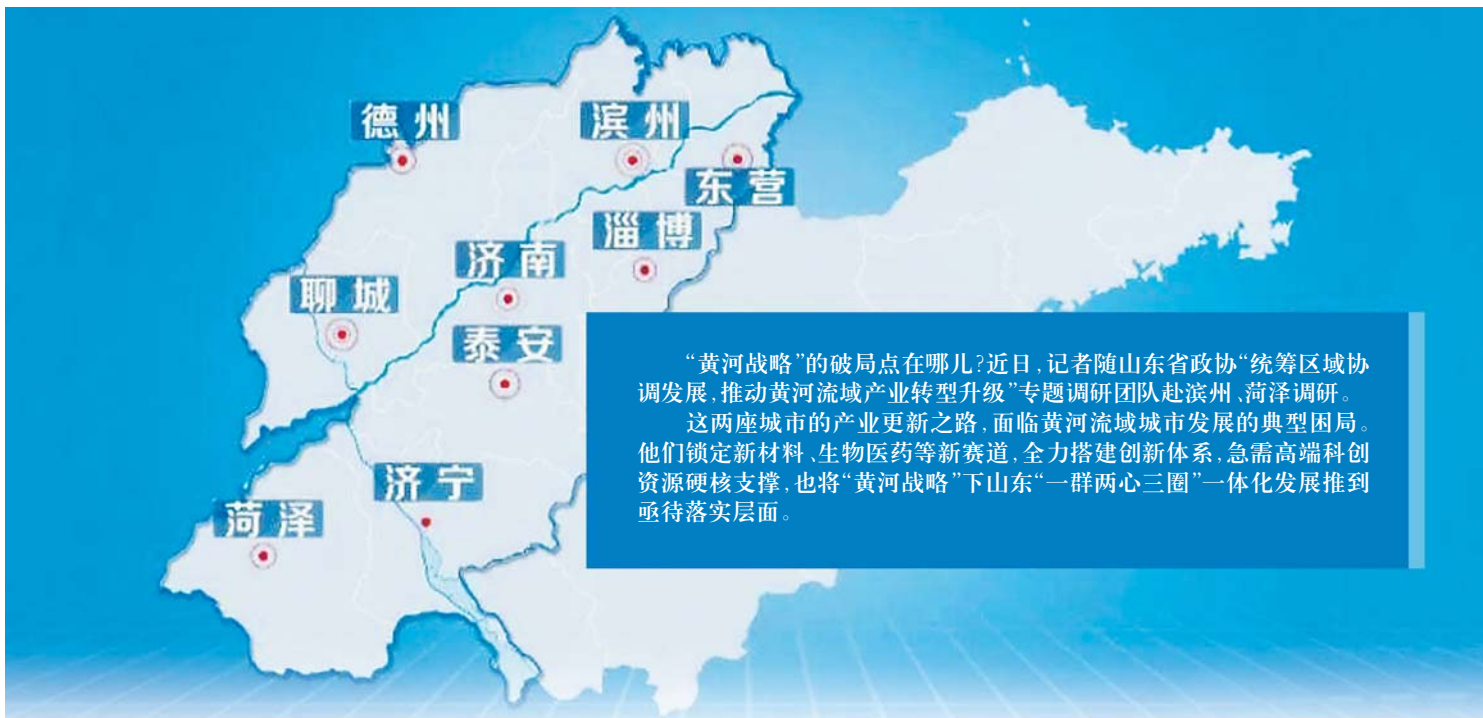 德州
滨州
东营
淄博
济南
聊城
泰安
济宁
菏泽
“黄河战略”的破局点在哪儿?近日,记者随山东省政协“统筹区域协
调发展,推动黄河流域产业转型升级”专题调研团队赴滨州、菏泽调研。
这两座城市的产业更新之路,面临黄河流域城市发展的典型困局。
他们锁定新材料、生物医药等新赛道,全力搭建创新体系,急需高端科创
资源硬核支撑,也将“黄河战略”下山东“一群两心三圈”一体化发展推到
亟待落实层面。